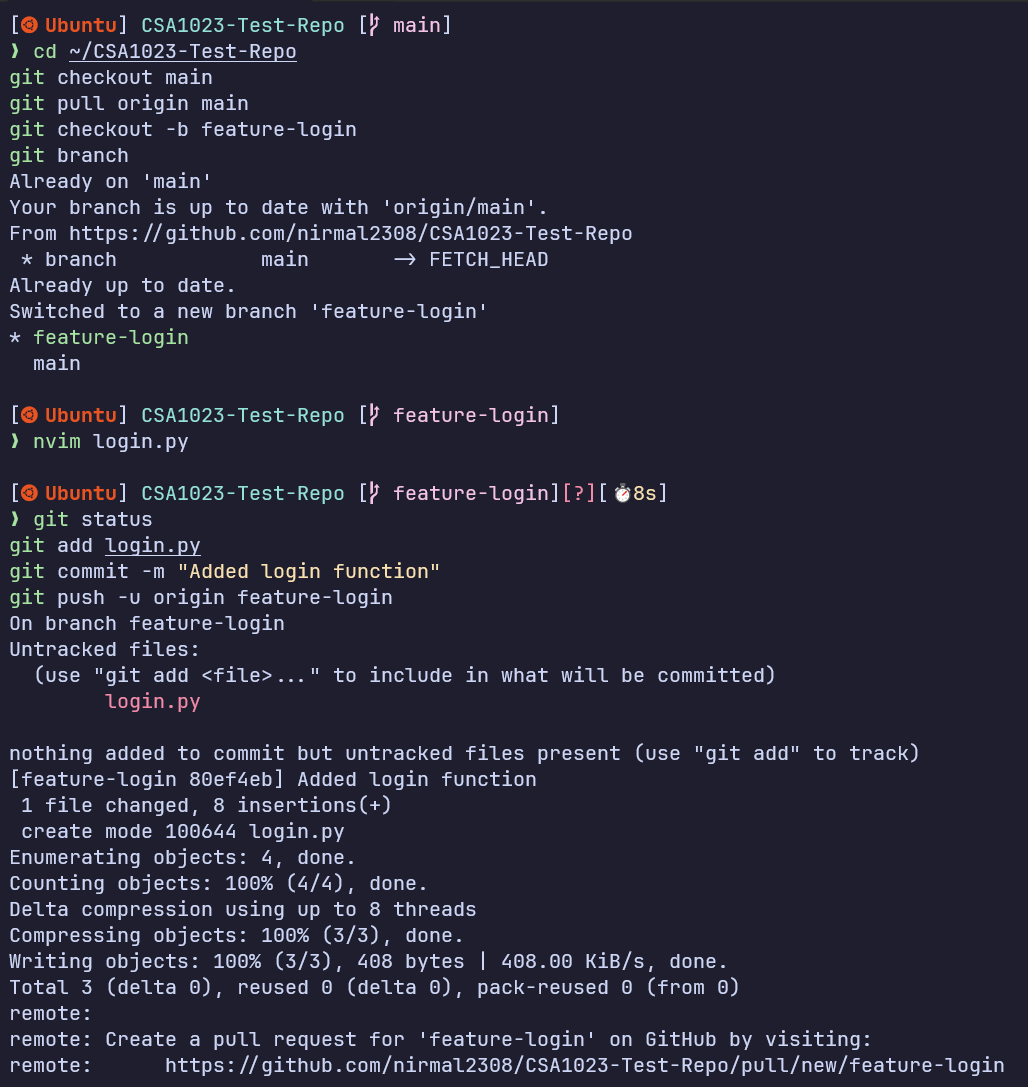 [Ubuntu] CSA1023-Test-Repo [main]
❯ cd ~/CSA1023-Test-Repo
git checkout main
git pull origin main
git checkout -b feature-login
git branch
Already on 'main'
Your branch is up to date with 'origin/main'.
From https://github.com/nirmal2308/CSA1023-Test-Repo
 * branch            main       -> FETCH_HEAD
Already up to date.
Switched to a new branch 'feature-login'
* feature-login
  main
[Ubuntu] CSA1023-Test-Repo [feature-login]
❯ nvim login.py
[Ubuntu] CSA1023-Test-Repo [feature-login][?][⏱8s]
❯ git status
git add login.py
git commit -m "Added login function"
git push -u origin feature-login
On branch feature-login
Untracked files:
  (use "git add <file>..." to include in what will be committed)
        login.py
nothing added to commit but untracked files present (use "git add" to track)
[feature-login 80ef4eb] Added login function
 1 file changed, 8 insertions(+)
 create mode 100644 login.py
Enumerating objects: 4, done.
Counting objects: 100% (4/4), done.
Delta compression using up to 8 threads
Compressing objects: 100% (3/3), done.
Writing objects: 100% (3/3), 408 bytes | 408.00 KiB/s, done.
Total 3 (delta 0), reused 0 (delta 0), pack-reused 0 (from 0)
remote:
remote: Create a pull request for 'feature-login' on GitHub by visiting:
remote:      https://github.com/nirmal2308/CSA1023-Test-Repo/pull/new/feature-login